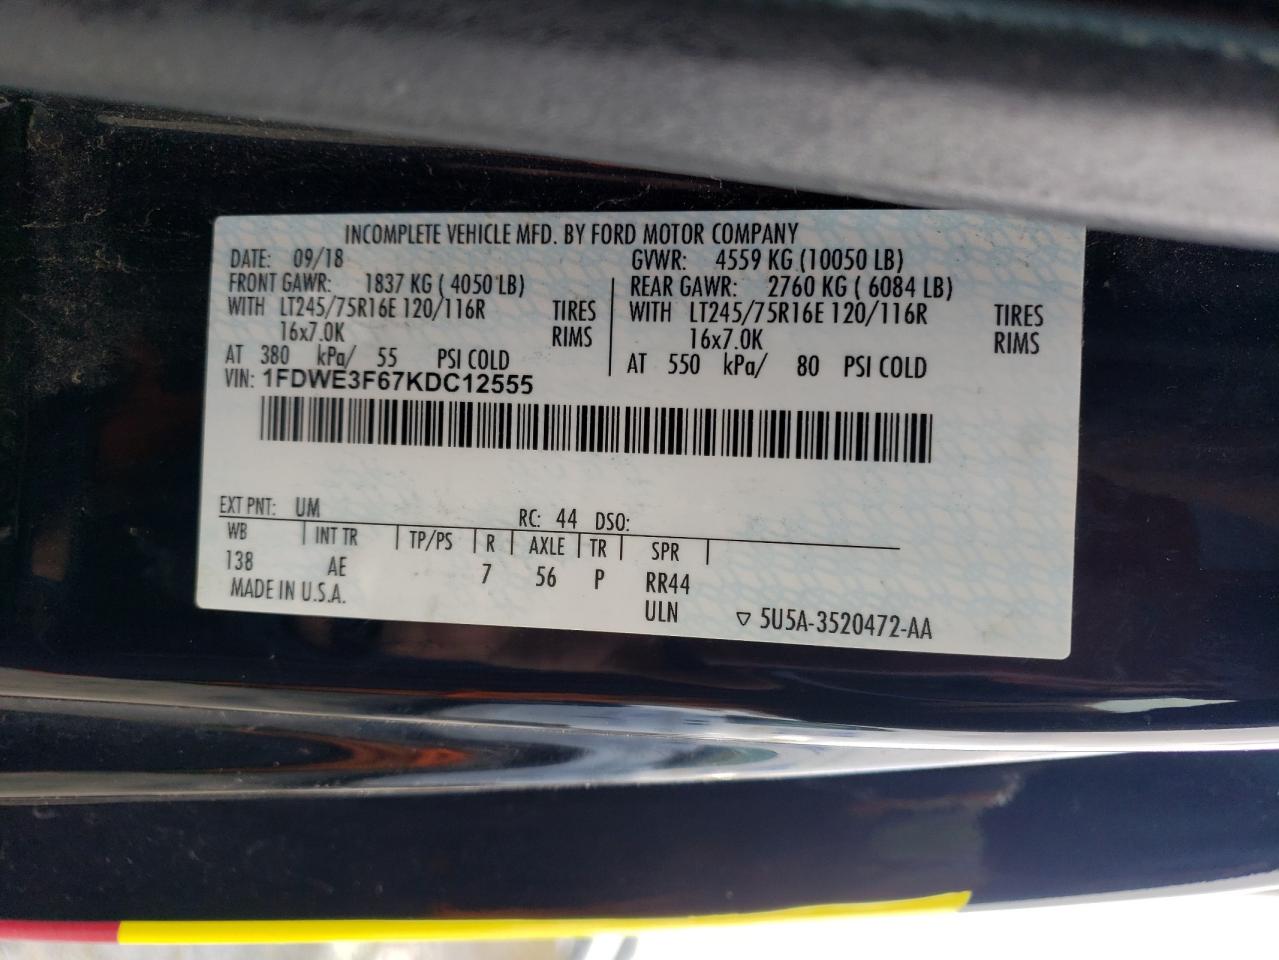 INCOMPLETE VEHICLE MFD. BY FORD MOTOR COMPANY
DATE: 09/18 GVWR: 4559 KG (10050 LB)
FRONT GAWR: 1837 KG ( 4050 LB) REAR GAWR: 2760 KG ( 6084 LB)
WITH LT245/75R16E 120/116R TIRES WITH LT245/75R16E 120/116R TIRES
16x7.0K RIMS 16x7.0K RIMS
AT 380 kPa/ 55 PSI COLD AT 550 kPa/ 80 PSI COLD
VIN: 1FDWE3F67KDC12555
EXT PNT: UM RC: 44 DSO:
WB INT TR TP/PS R AXLE TR SPR
138 AE 7 56 P RR44
MADE IN U.S.A. ULN ▽ 5U5A-3520472-AA